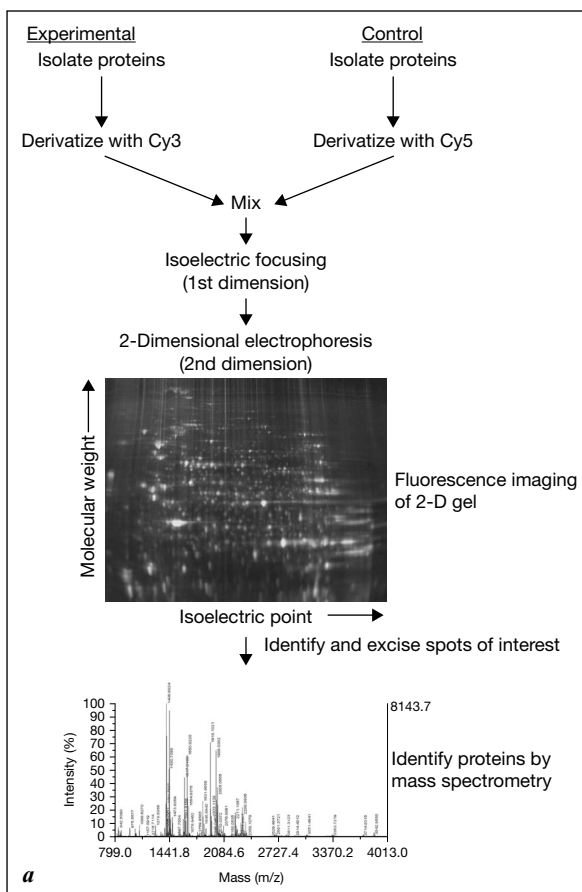 Experimental
Control
Isolate proteins
Isolate proteins
Derivatize with Cy3
Derivatize with Cy5
Mix
Isoelectric focusing
(1st dimension)
2-Dimensional electrophoresis
(2nd dimension)
Molecular weight
Fluorescence imaging
of 2-D gel
Isoelectric point
Identify and excise spots of interest
100
90
80
70
60
50
40
30
20
10
0
Intensity (%)
8143.7
Identify proteins by
mass spectrometry
799.0 1441.8 2084.6 2727.4 3370.2 4013.0
Mass (m/z)
a